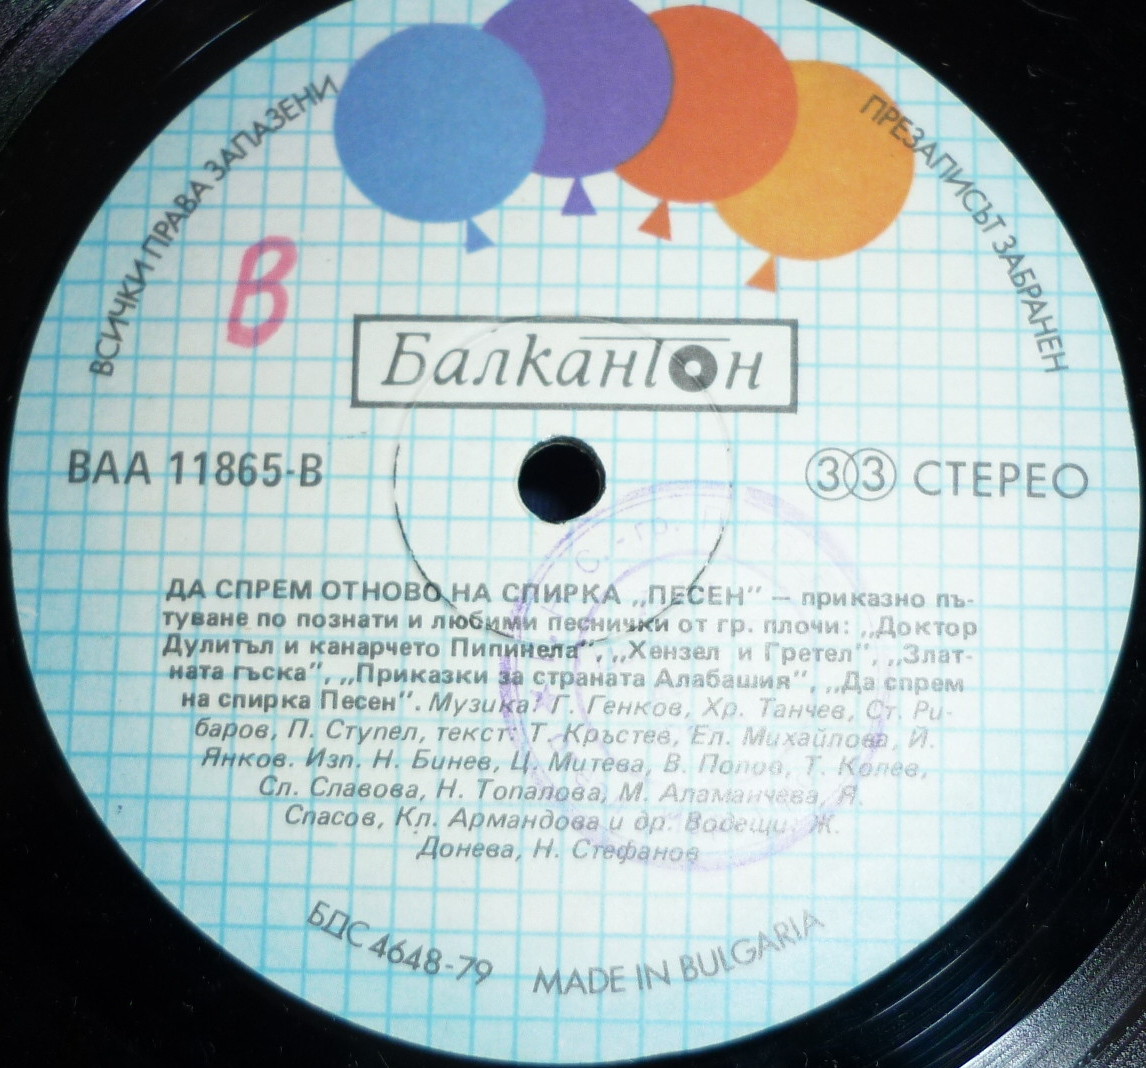 ВСИЧКИ ПРАВА ЗАПАЗЕНИ
ПРЕЗАПИСЪТ ЗАБРАНЕН
В
Балкантон
ВАА 11865-В
33 СТЕРЕО
ДА СПРЕМ ОТНОВО НА СПИРКА „ПЕСЕН" — приказно пъ-
туване по познати и любими песнички от гр. плочи: „Доктор
Дулитъл и канарчето Пипинела", „Хензел и Гретел", „Злат-
ната гъска", „Приказки за страната Алабашия", „Да спрем
на спирка Песен". Музика: Г. Генков, Хр. Танчев, Ст. Ри-
баров, П. Ступел, текст: Т. Кръстев, Ел. Михайлова, Й.
Янков. Изп. Н. Бинев, Ц. Митева, В. Попов, Т. Колев,
Сл. Славова, Н. Топалова, М. Аламанчева, Я.
Спасов, Кл. Армандова и др. Водещи: Ж.
Донева, Н. Стефанов
БДС 4648-79
MADE IN BULGARIA